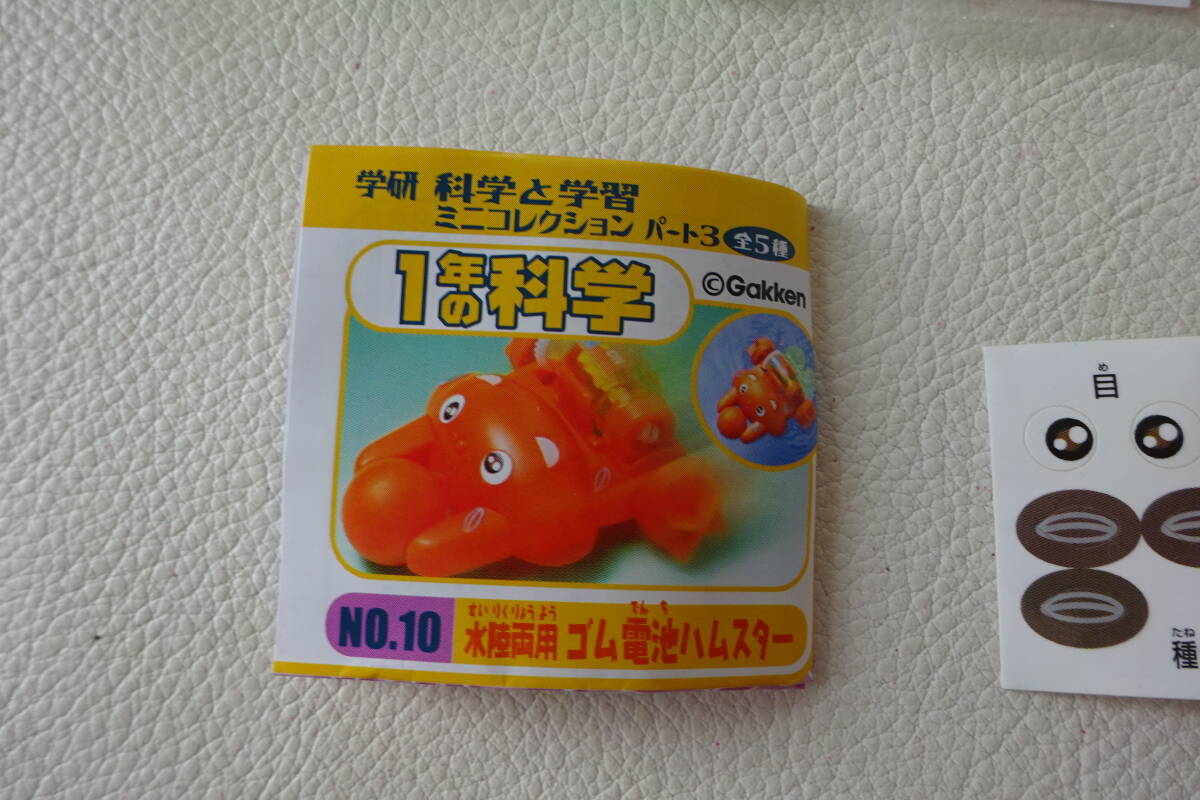 学研 科学と学習
ミニコレクション パート3 全5種
1年の科学
©Gakken
NO.10
すいりくりょうよう でんち
水陸両用 ゴム電池ハムスター
め
目
たね
種